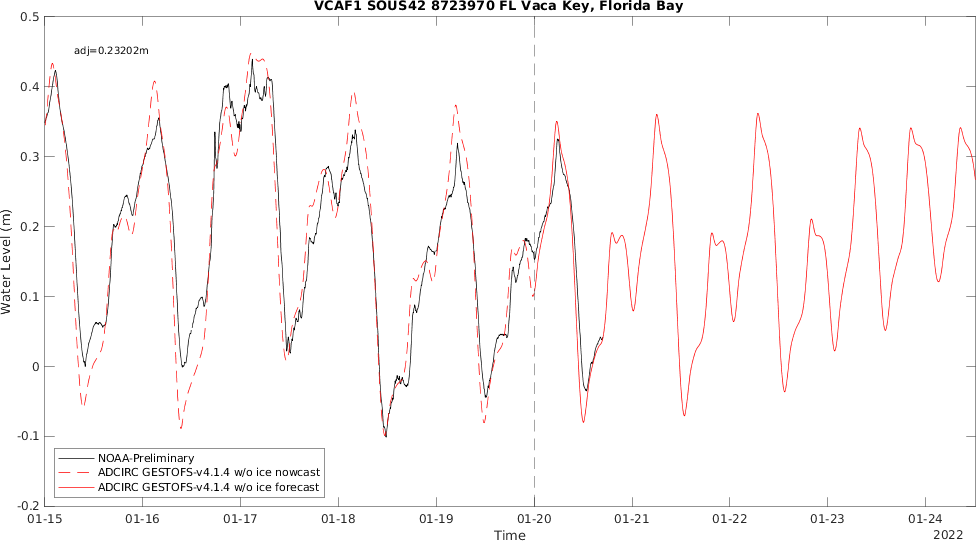 VCAF1 SOUS42 8723970 FL Vaca Key, Florida Bay
adj=0.23202m
0.5
0.4
0.3
0.2
0.1
0
-0.1
-0.2
Water Level (m)
NOAA-Preliminary
ADCIRC GESTOFS-v4.1.4 w/o ice nowcast
ADCIRC GESTOFS-v4.1.4 w/o ice forecast
01-15 01-16 01-17 01-18 01-19 01-20 01-21 01-22 01-23 01-24
Time
2022